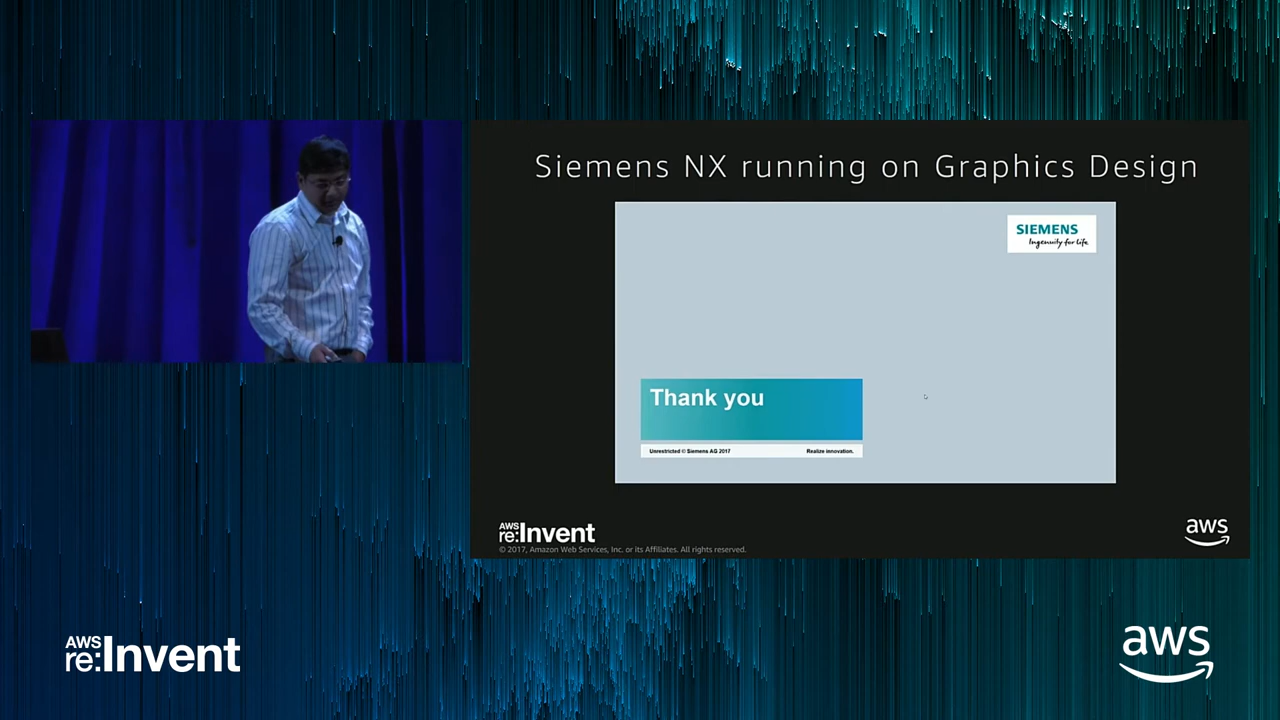 Siemens NX running on Graphics Design
SIEMENS
Ingenuity for life
Thank you
Unrestricted © Siemens AG 2017
Realize innovation.
AWS
re:Invent
© 2017, Amazon Web Services, Inc. or its Affiliates. All rights reserved.
aws
AWS
re:Invent
aws